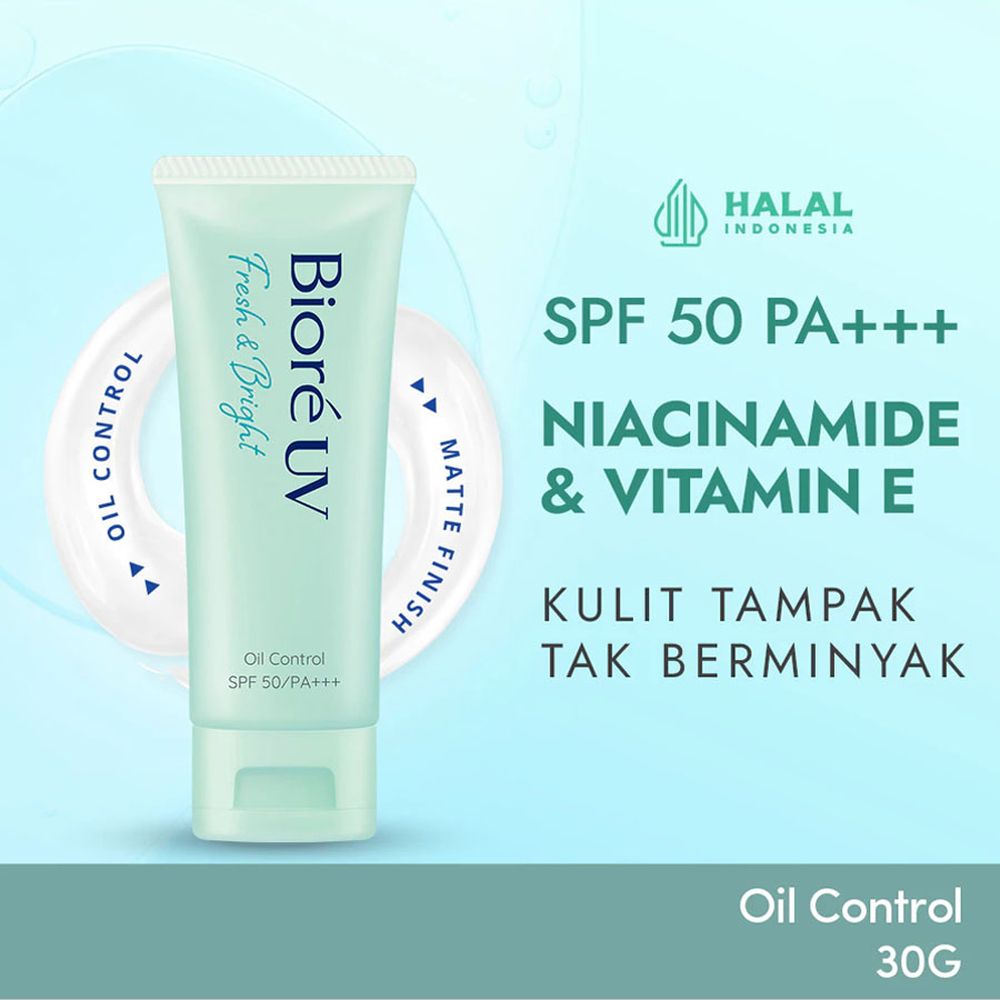 HALAL
INDONESIA
SPF 50 PA+++
NIACINAMIDE
& VITAMIN E
KULIT TAMPAK
TAK BERMINYAK
OIL CONTROL
MATTE FINISH
Bioré UV
Fresh & Bright
Oil Control
SPF 50/PA+++
Oil Control
30G